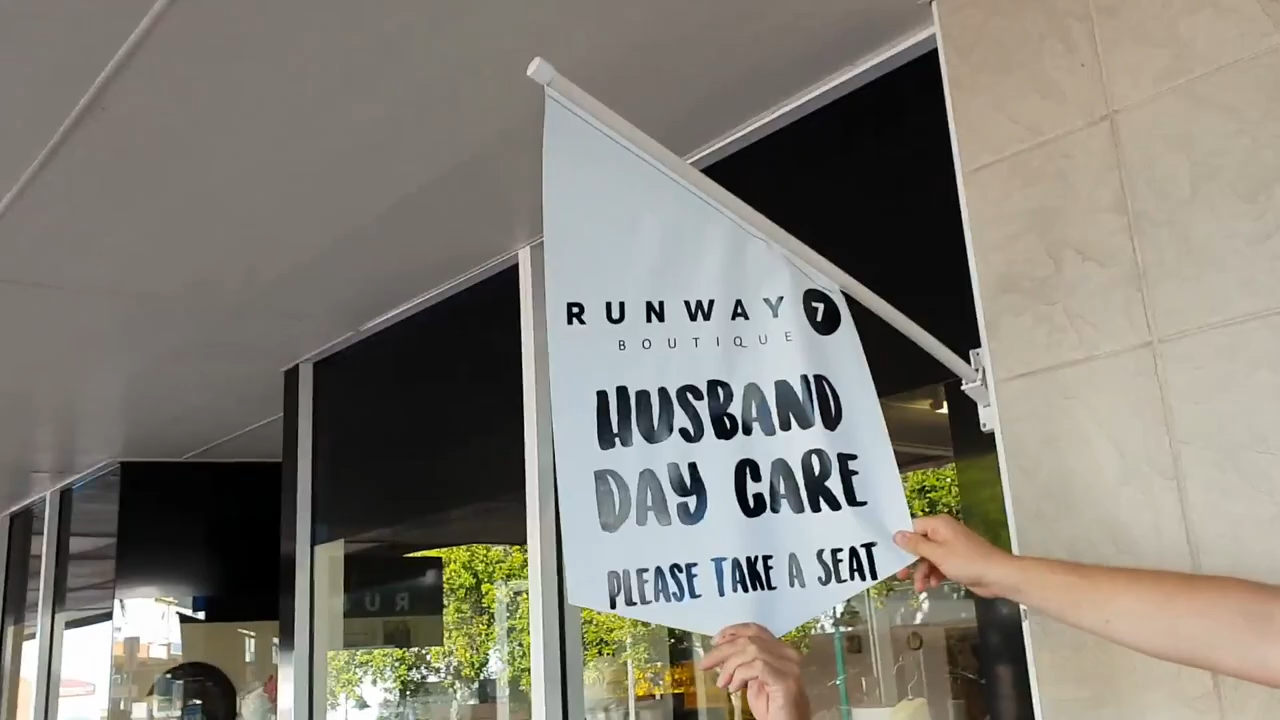 RUNWAY 7
BOUTIQUE
HUSBAND
DAY CARE
PLEASE TAKE A SEAT